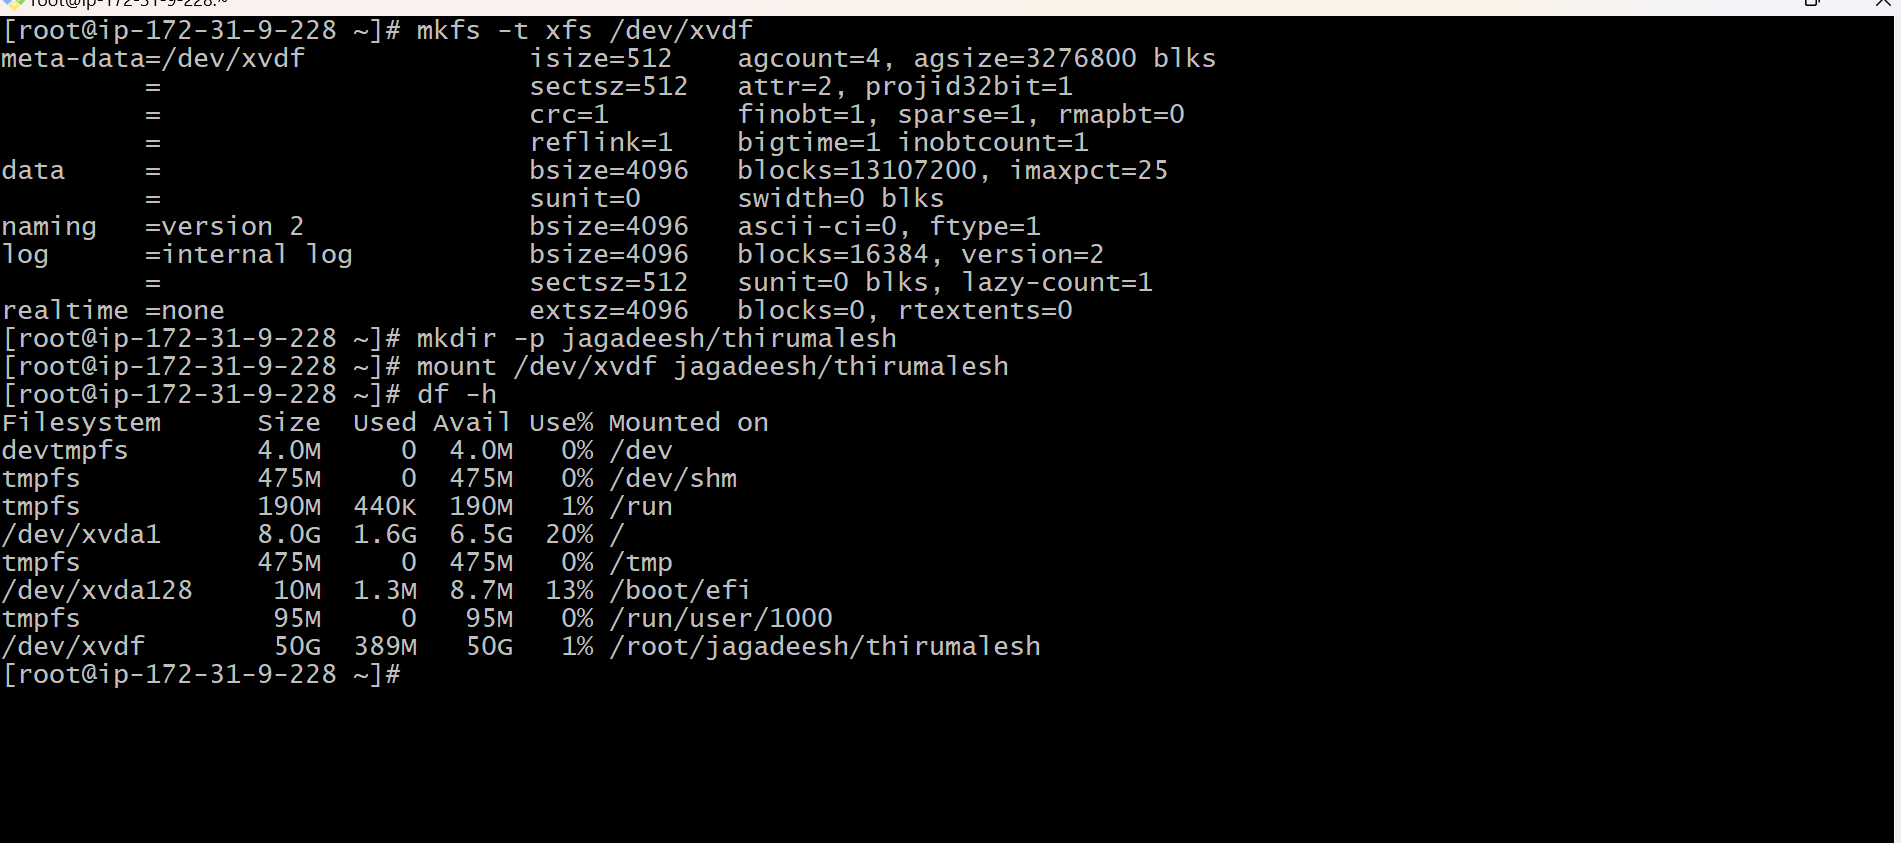 root@ip-172-31-9-228:~
[root@ip-172-31-9-228 ~]# mkfs -t xfs /dev/xvdf
meta-data=/dev/xvdf              isize=512    agcount=4, agsize=3276800 blks
         =                       sectsz=512   attr=2, projid32bit=1
         =                       crc=1        finobt=1, sparse=1, rmapbt=0
         =                       reflink=1    bigtime=1 inobtcount=1
data     =                       bsize=4096   blocks=13107200, imaxpct=25
         =                       sunit=0      swidth=0 blks
naming   =version 2              bsize=4096   ascii-ci=0, ftype=1
log      =internal log           bsize=4096   blocks=16384, version=2
         =                       sectsz=512   sunit=0 blks, lazy-count=1
realtime =none                   extsz=4096   blocks=0, rtextents=0
[root@ip-172-31-9-228 ~]# mkdir -p jagadeesh/thirumalesh
[root@ip-172-31-9-228 ~]# mount /dev/xvdf jagadeesh/thirumalesh
[root@ip-172-31-9-228 ~]# df -h
Filesystem      Size  Used Avail Use% Mounted on
devtmpfs        4.0M     0  4.0M   0% /dev
tmpfs           475M     0  475M   0% /dev/shm
tmpfs           190M  440K  190M   1% /run
/dev/xvda1      8.0G  1.6G  6.5G  20% /
tmpfs           475M     0  475M   0% /tmp
/dev/xvda128     10M  1.3M  8.7M  13% /boot/efi
tmpfs            95M     0   95M   0% /run/user/1000
/dev/xvdf        50G  389M   50G   1% /root/jagadeesh/thirumalesh
[root@ip-172-31-9-228 ~]#